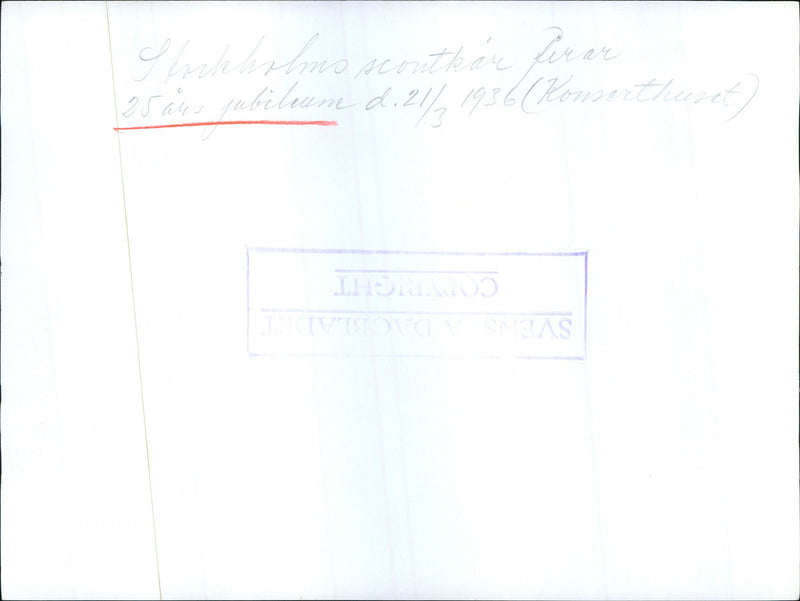 Stockholms scoutkår firar
25 års jubileum d. 21/3 1936 (Konserthuset)
SVENSKA DAGBLADET
COPYRIGHT